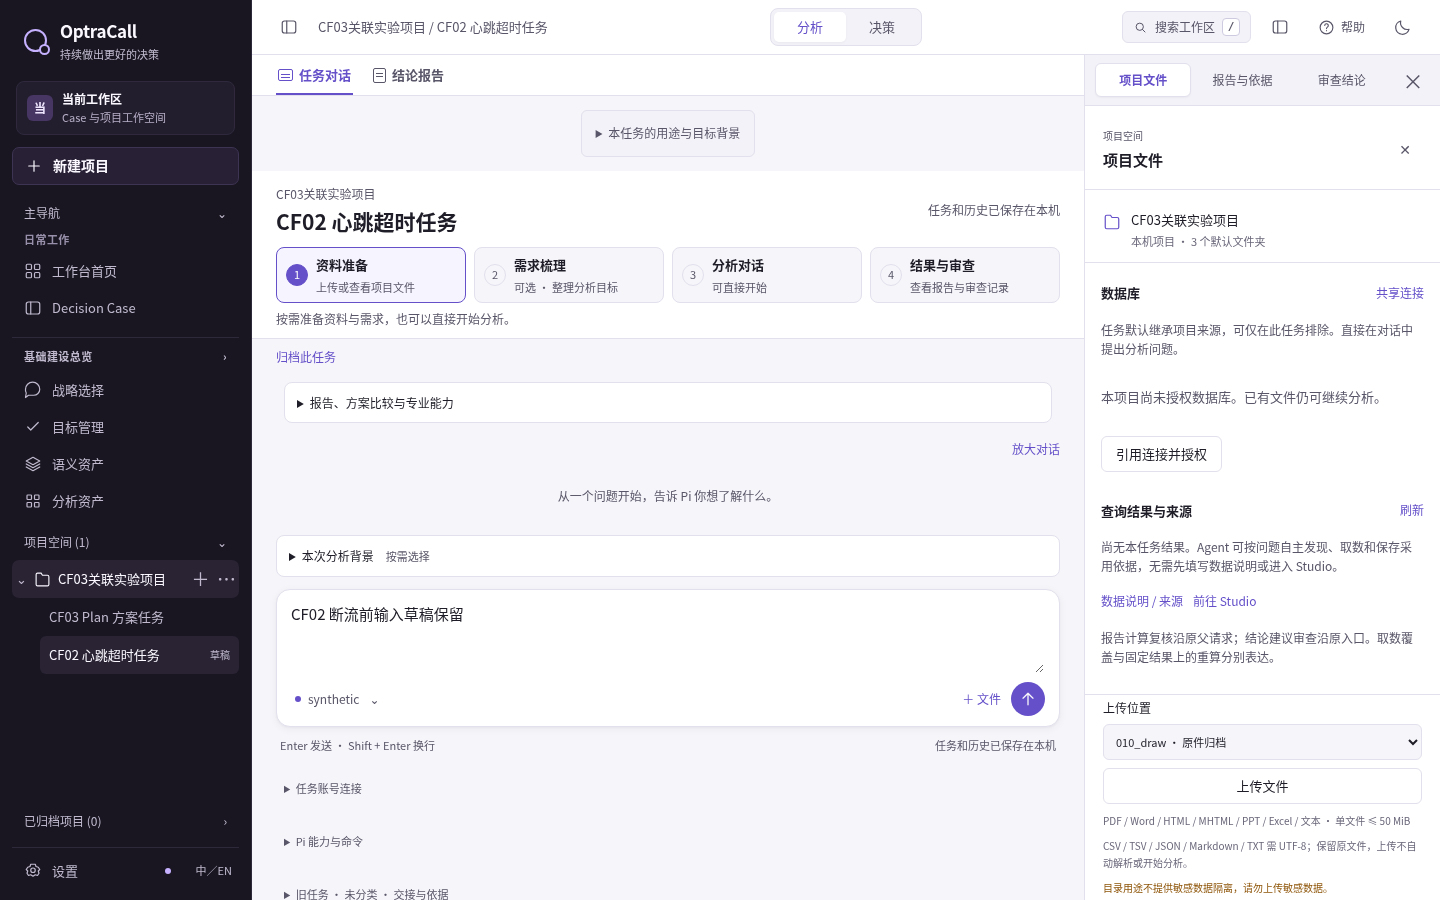 OptraCall
持续做出更好的决策
当
当前工作区
Case 与项目工作空间
新建项目
主导航
日常工作
工作台首页
Decision Case
基础建设总览
战略选择
目标管理
语义资产
分析资产
项目空间 (1)
CF03关联实验项目
CF03 Plan 方案任务
CF02 心跳超时任务
草稿
已归档项目 (0)
设置
中／EN
CF03关联实验项目 / CF02 心跳超时任务
分析
决策
搜索工作区 /
帮助
任务对话
结论报告
本任务的用途与目标背景
CF03关联实验项目
CF02 心跳超时任务
任务和历史已保存在本机
1
资料准备
上传或查看项目文件
2
需求梳理
可选 · 整理分析目标
3
分析对话
可直接开始
4
结果与审查
查看报告与审查记录
按需准备资料与需求，也可以直接开始分析。
归档此任务
报告、方案比较与专业能力
放大对话
从一个问题开始，告诉 Pi 你想了解什么。
本次分析背景 按需选择
CF02 断流前输入草稿保留
synthetic
＋ 文件
Enter 发送 · Shift + Enter 换行
任务和历史已保存在本机
任务账号连接
Pi 能力与命令
旧任务 · 未分类 · 交接与依据
项目文件
报告与依据
审查结论
项目空间
项目文件
CF03关联实验项目
本机项目 · 3 个默认文件夹
数据库
共享连接
任务默认继承项目来源，可仅在此任务排除。直接在对话中
提出分析问题。
本项目尚未授权数据库。已有文件仍可继续分析。
引用连接并授权
查询结果与来源
刷新
尚无本任务结果。Agent 可按问题自主发现、取数和保存采
用依据，无需先填写数据说明或进入 Studio。
数据说明 / 来源 前往 Studio
报告计算复核沿原父请求；结论建议审查沿原入口。取数覆
盖与固定结果上的重算分别表达。
上传位置
010_draw · 原件归档
上传文件
PDF / Word / HTML / MHTML / PPT / Excel / 文本 · 单文件 ≤ 50 MiB
CSV / TSV / JSON / Markdown / TXT 需 UTF-8；保留原文件，上传不自
动解析或开始分析。
目录用途不提供敏感数据隔离，请勿上传敏感数据。